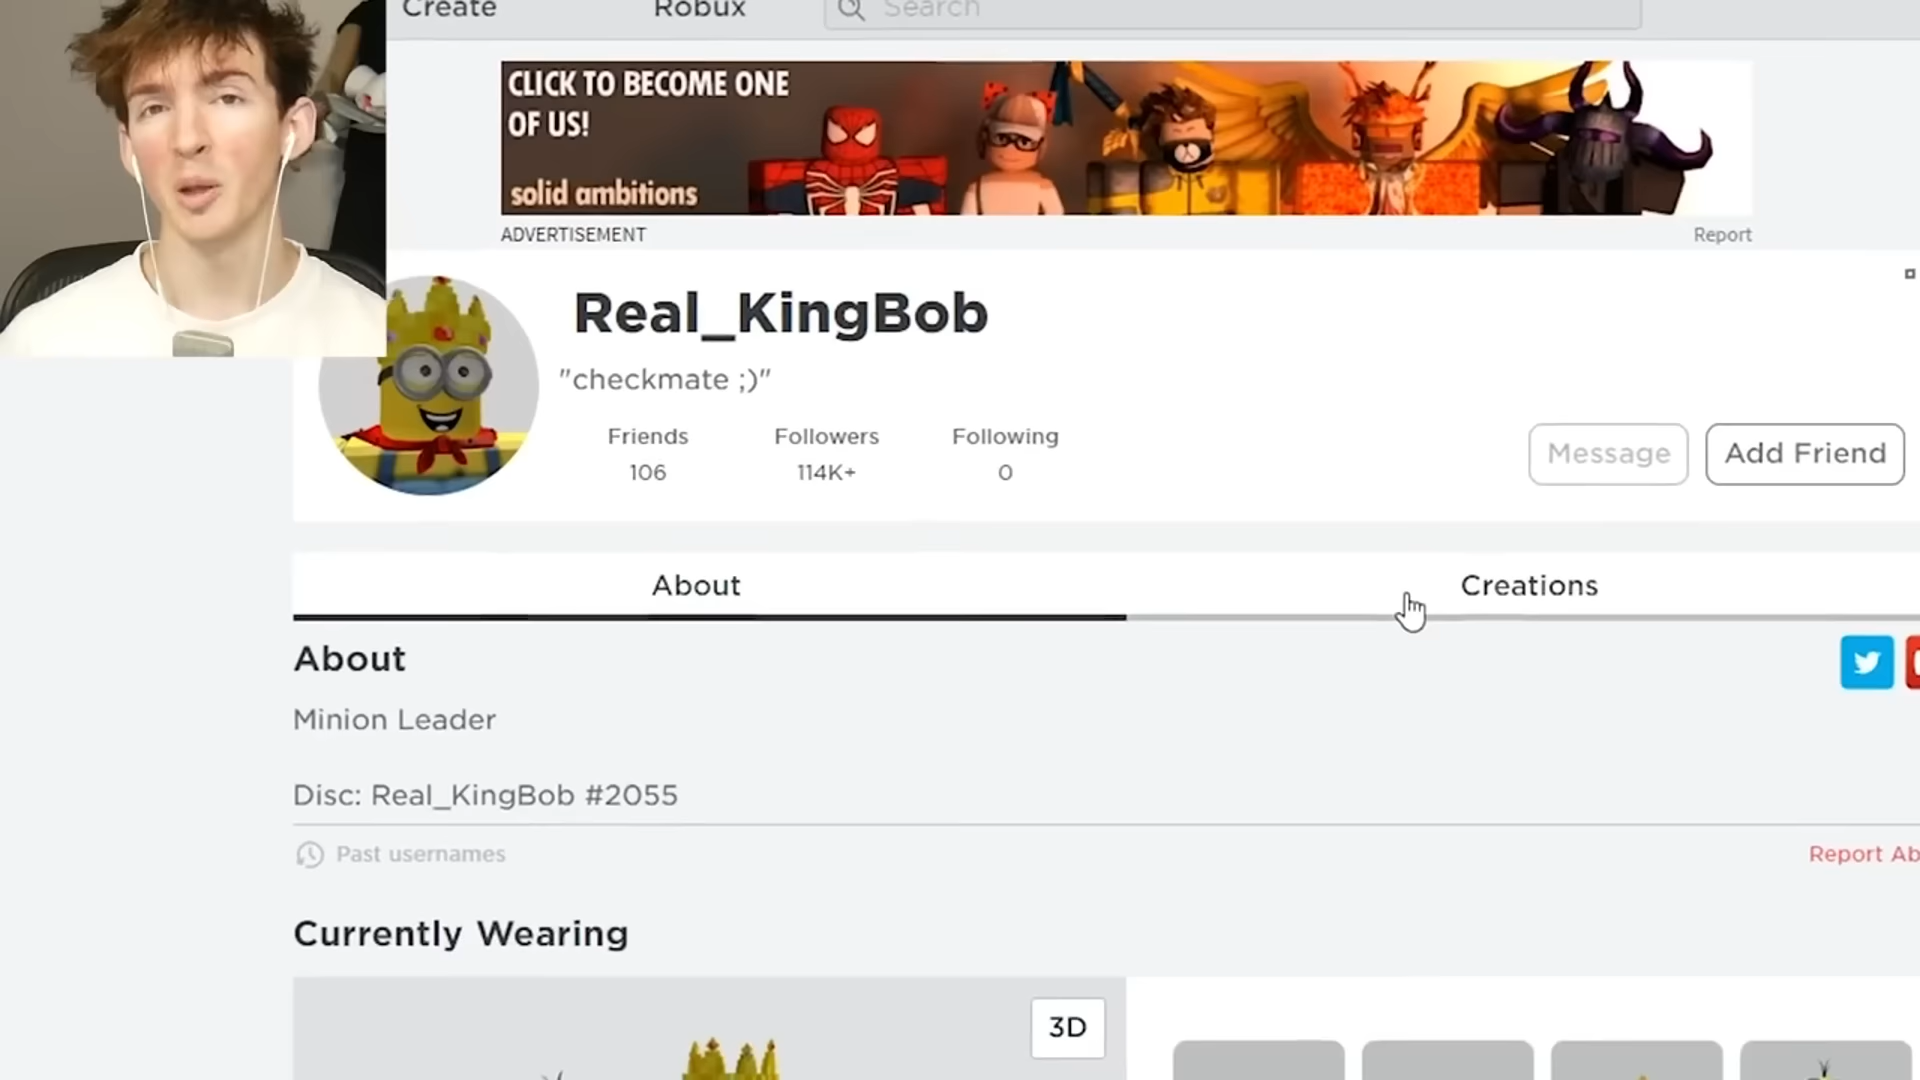 Create
Robux
Search
CLICK TO BECOME ONE
OF US!
solid ambitions
ADVERTISEMENT
Report
Real_KingBob
"checkmate ;)"
Friends
Followers
Following
106
114K+
0
Message
Add Friend
About
Creations
About
Minion Leader
Disc: Real_KingBob #2055
Past usernames
Report Ab
Currently Wearing
3D